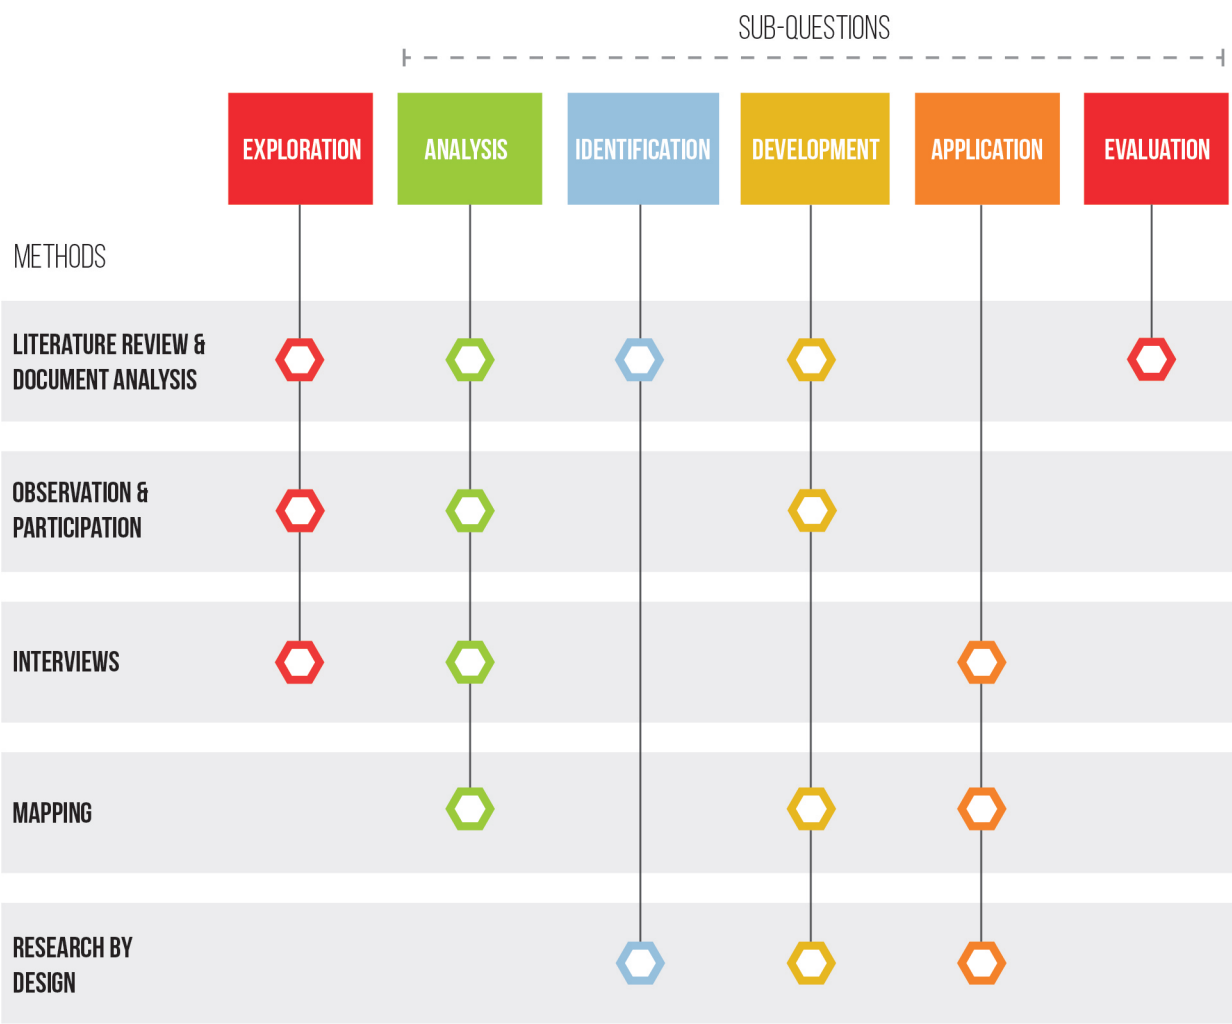 SUB-QUESTIONS
EXPLORATION
ANALYSIS
IDENTIFICATION
DEVELOPMENT
APPLICATION
EVALUATION
METHODS
LITERATURE REVIEW &
DOCUMENT ANALYSIS
OBSERVATION &
PARTICIPATION
INTERVIEWS
MAPPING
RESEARCH BY
DESIGN